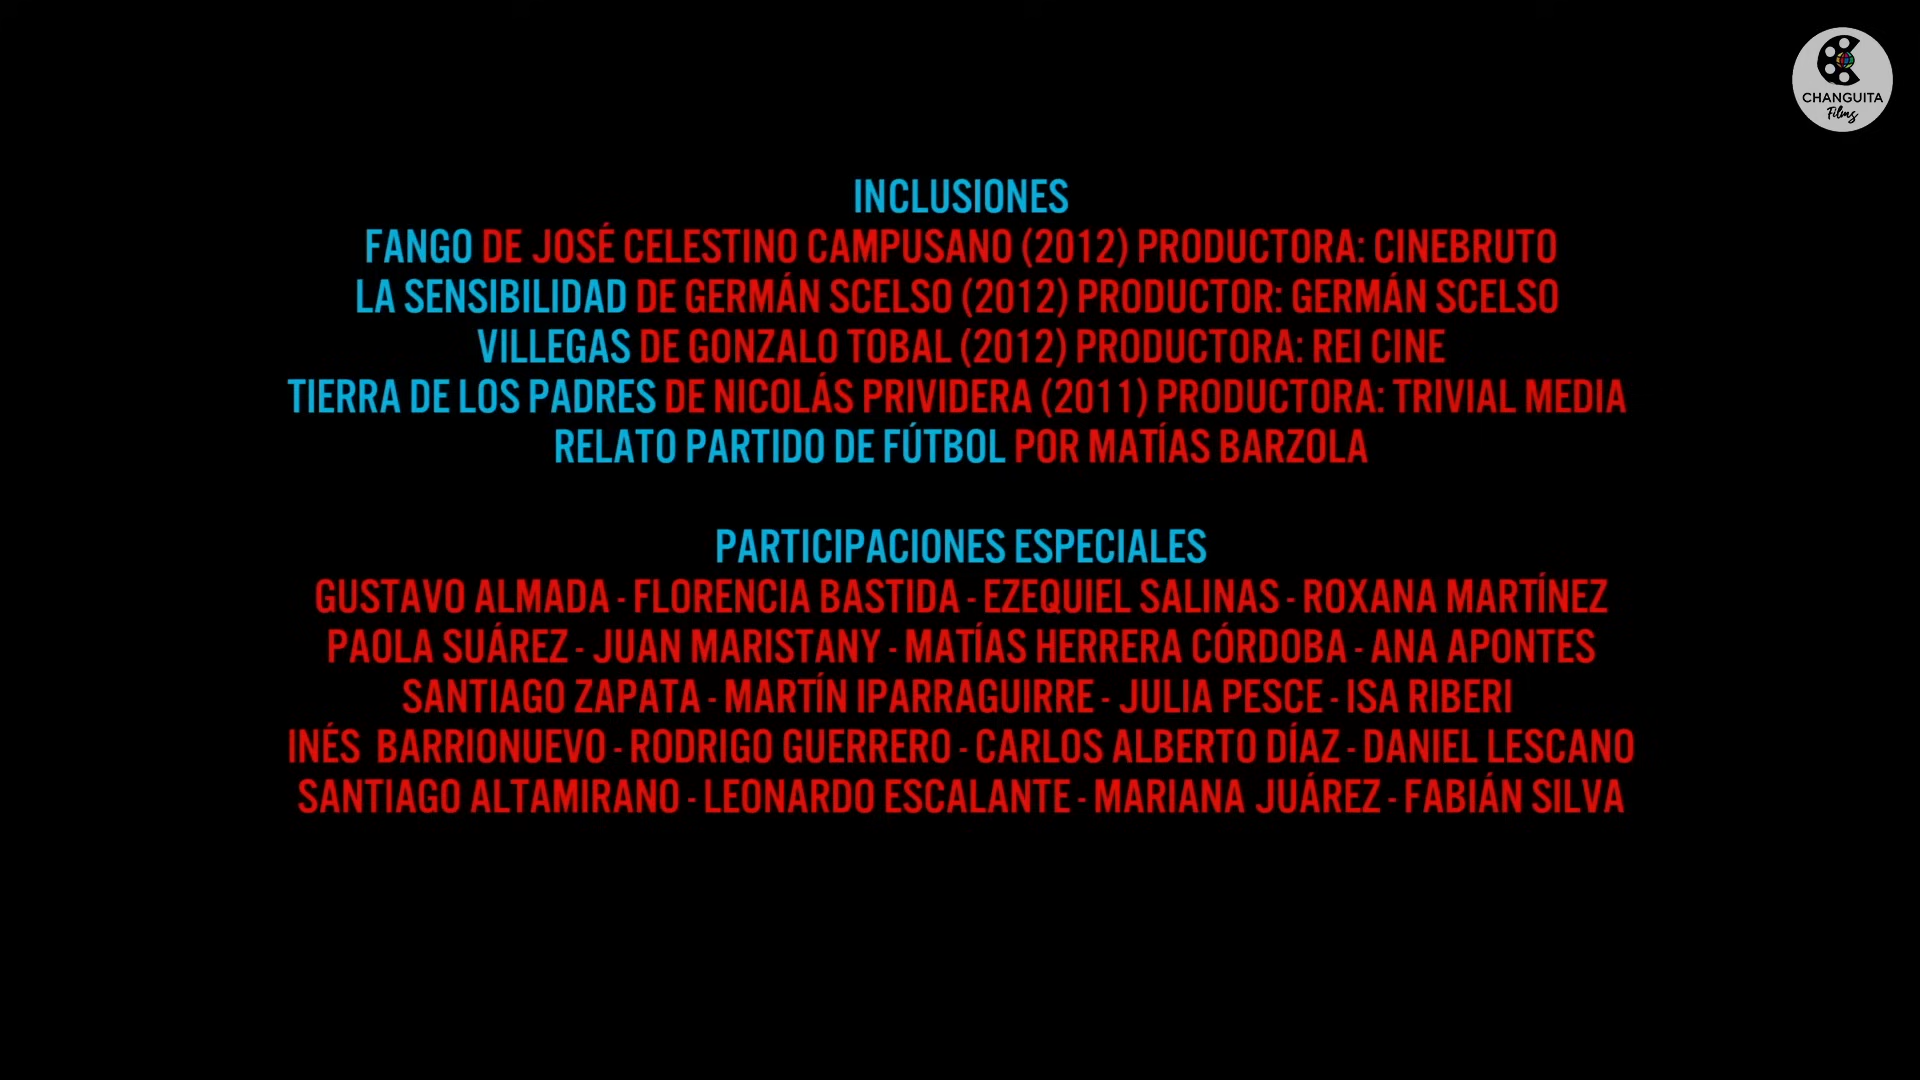 CHANGUITA
Films
INCLUSIONES
FANGO DE JOSÉ CELESTINO CAMPUSANO (2012) PRODUCTORA: CINEBRUTO
LA SENSIBILIDAD DE GERMÁN SCELSO (2012) PRODUCTOR: GERMÁN SCELSO
VILLEGAS DE GONZALO TOBAL (2012) PRODUCTORA: REI CINE
TIERRA DE LOS PADRES DE NICOLÁS PRIVIDERA (2011) PRODUCTORA: TRIVIAL MEDIA
RELATO PARTIDO DE FÚTBOL POR MATÍAS BARZOLA
PARTICIPACIONES ESPECIALES
GUSTAVO ALMADA - FLORENCIA BASTIDA - EZEQUIEL SALINAS - ROXANA MARTÍNEZ
PAOLA SUÁREZ - JUAN MARISTANY - MATÍAS HERRERA CÓRDOBA - ANA APONTES
SANTIAGO ZAPATA - MARTÍN IPARRAGUIRRE - JULIA PESCE - ISA RIBERI
INÉS BARRIONUEVO - RODRIGO GUERRERO - CARLOS ALBERTO DÍAZ - DANIEL LESCANO
SANTIAGO ALTAMIRANO - LEONARDO ESCALANTE - MARIANA JUÁREZ - FABIÁN SILVA